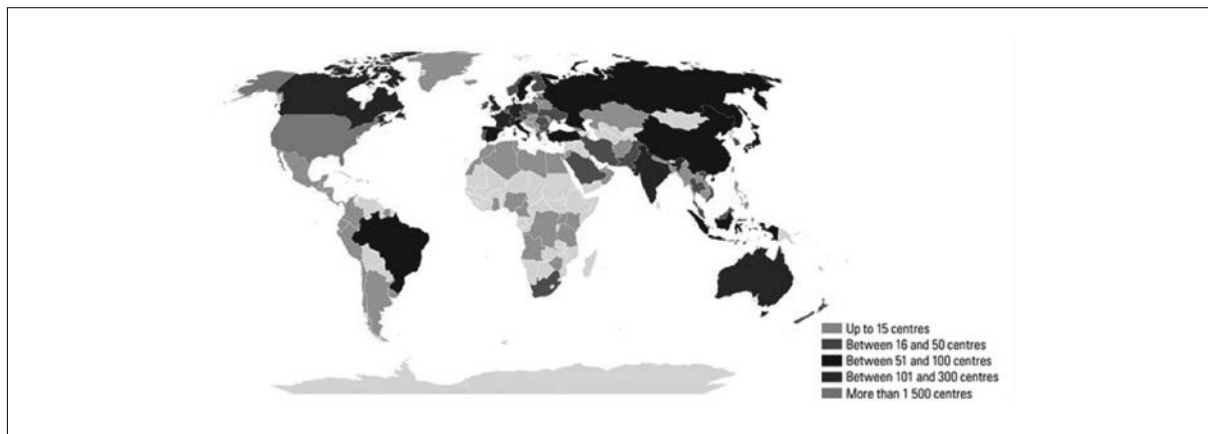 Up to 15 centres
Between 16 and 50 centres
Between 51 and 100 centres
Between 101 and 300 centres
More than 1 500 centres